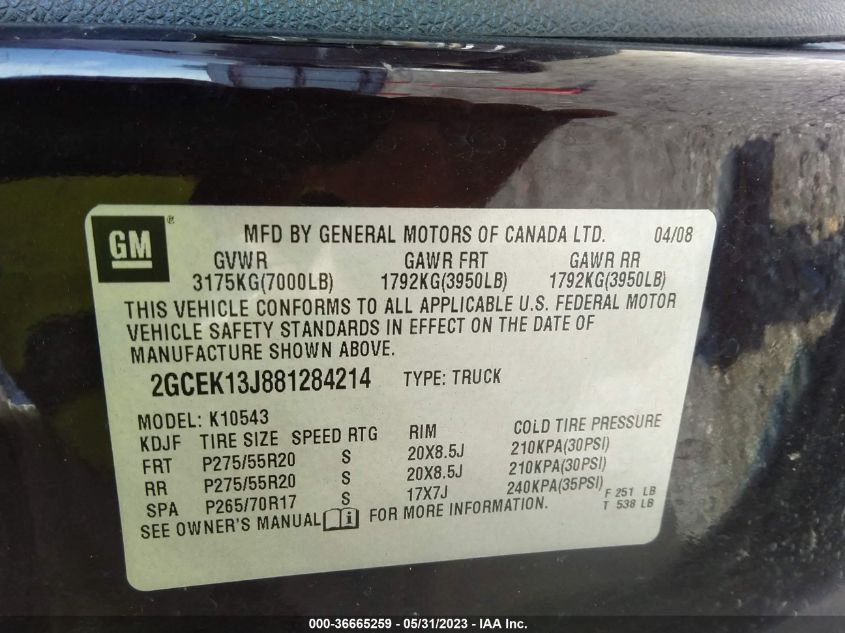 GM ® MFD BY GENERAL MOTORS OF CANADA LTD. 04/08
GVWR GAWR FRT GAWR RR
3175KG(7000LB) 1792KG(3950LB) 1792KG(3950LB)
THIS VEHICLE CONFORMS TO ALL APPLICABLE U.S. FEDERAL MOTOR
VEHICLE SAFETY STANDARDS IN EFFECT ON THE DATE OF
MANUFACTURE SHOWN ABOVE.
2GCEK13J881284214 TYPE: TRUCK
MODEL: K10543
KDJF TIRE SIZE SPEED RTG RIM COLD TIRE PRESSURE
FRT P275/55R20 S 20X8.5J 210KPA(30PSI)
RR P275/55R20 S 20X8.5J 210KPA(30PSI)
SPA P265/70R17 S 17X7J 240KPA(35PSI) F 251 LB
SEE OWNER'S MANUAL i FOR MORE INFORMATION. T 538 LB
000-36665259 - 05/31/2023 - IAA Inc.